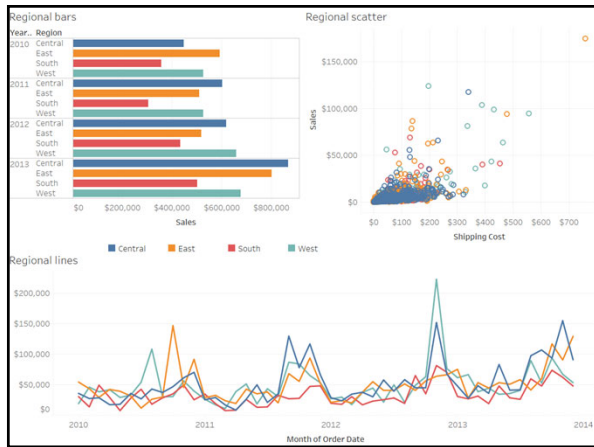 Regional bars
Year.. Region
2010 Central
East
South
West
2011 Central
East
South
West
2012 Central
East
South
West
2013 Central
East
South
West
$0 $200,000 $400,000 $600,000 $800,000
Sales
Regional scatter
$150,000
$100,000
$50,000
$0
Sales
$0 $100 $200 $300 $400 $500 $600 $700
Shipping Cost
Central East South West
Regional lines
$200,000
$150,000
$100,000
$50,000
$0
2010 2011 2012 2013 2014
Month of Order Date